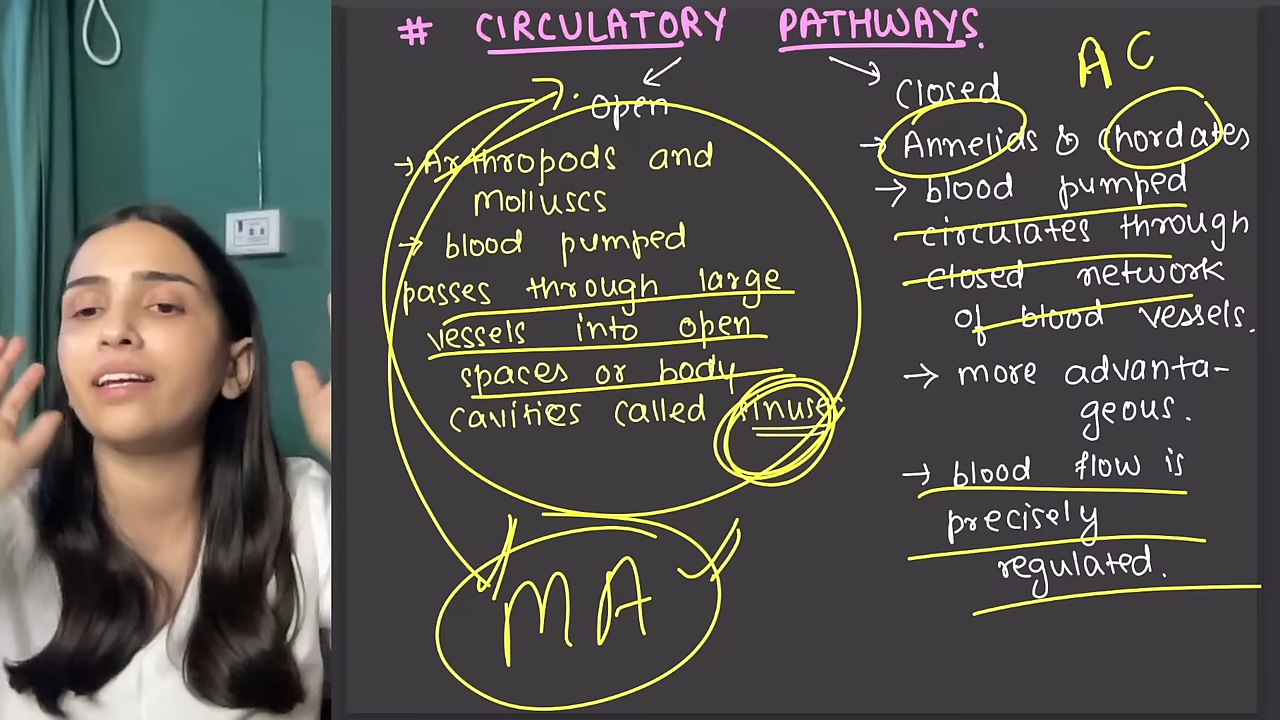 # CIRCULATORY PATHWAYS.
Open
→ Arthropods and
molluscs
→ blood pumped
passes through large
vessels into open
spaces or body
cavities called sinuses
MA
Closed
AC
→ Annelids & chordates
→ blood pumped
circulates through
closed network
of blood vessels.
→ more advanta-
geous.
→ blood flow is
precisely
regulated.